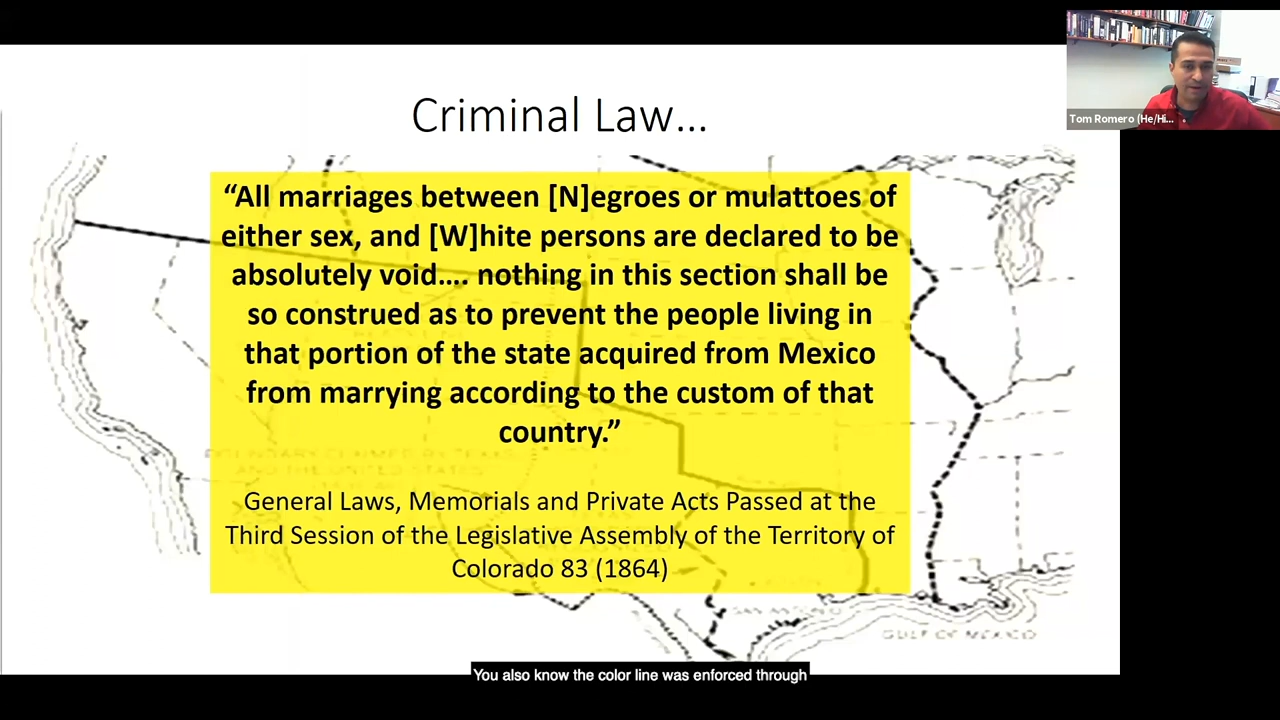 Criminal Law...
“All marriages between [N]egroes or mulattoes of
either sex, and [W]hite persons are declared to be
absolutely void.... nothing in this section shall be
so construed as to prevent the people living in
that portion of the state acquired from Mexico
from marrying according to the custom of that
country.”
General Laws, Memorials and Private Acts Passed at the
Third Session of the Legislative Assembly of the Territory of
Colorado 83 (1864)
SAN ANTONIO
GULF OF MEXICO
Tom Romero (He/Hi...
You also know the color line was enforced through